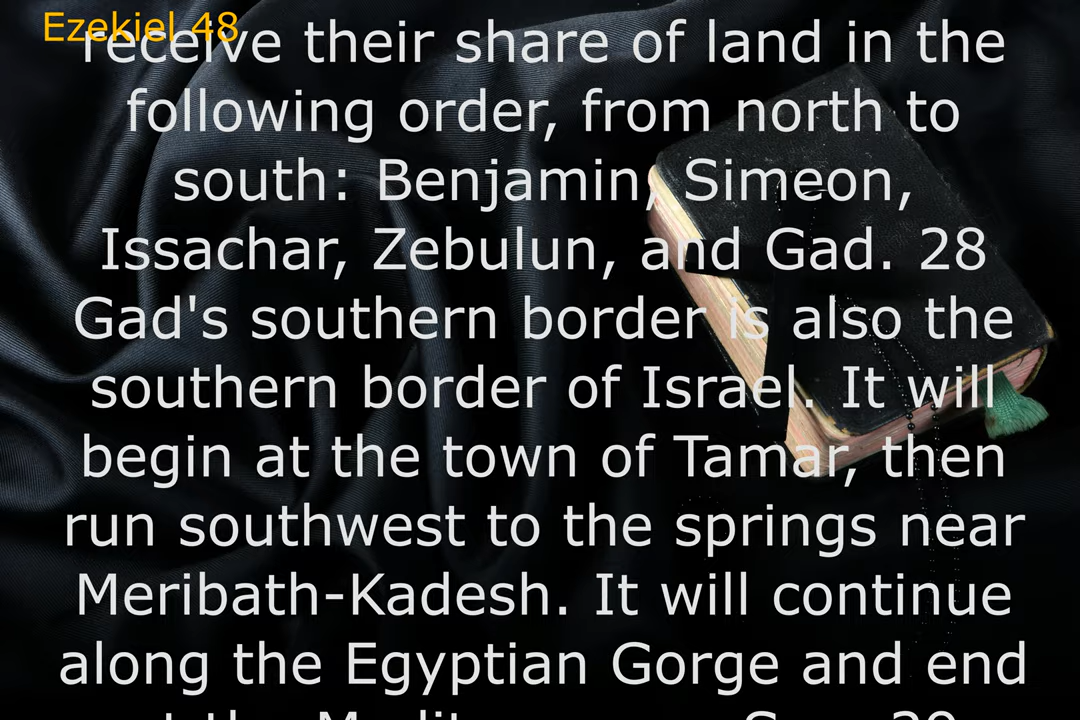 Ezekiel 48
receive their share of land in the
following order, from north to
south: Benjamin, Simeon,
Issachar, Zebulun, and Gad. 28
Gad's southern border is also the
southern border of Israel. It will
begin at the town of Tamar, then
run southwest to the springs near
Meribath-Kadesh. It will continue
along the Egyptian Gorge and end